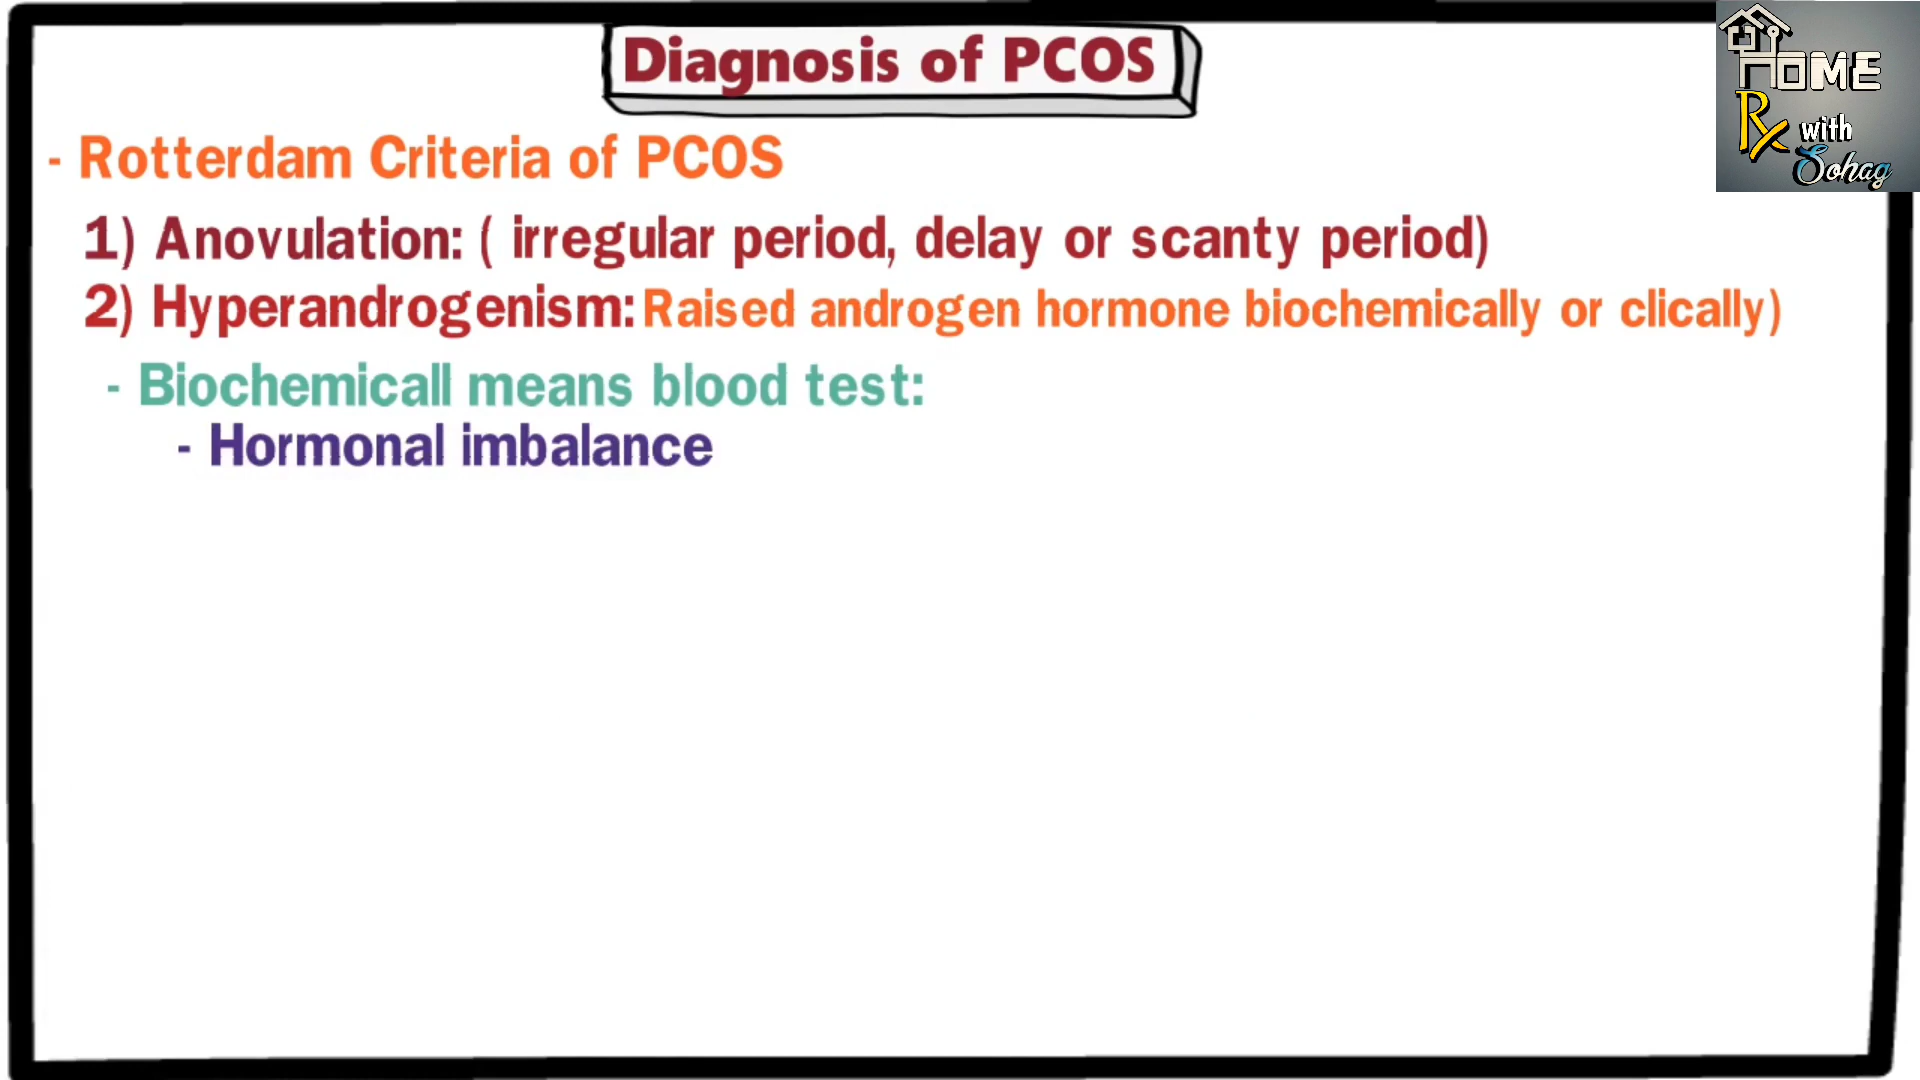 Diagnosis of PCOS
HOME
Rx with
Sohag
- Rotterdam Criteria of PCOS
1) Anovulation: ( irregular period, delay or scanty period)
2) Hyperandrogenism: Raised androgen hormone biochemically or clically)
- Biochemicall means blood test:
- Hormonal imbalance